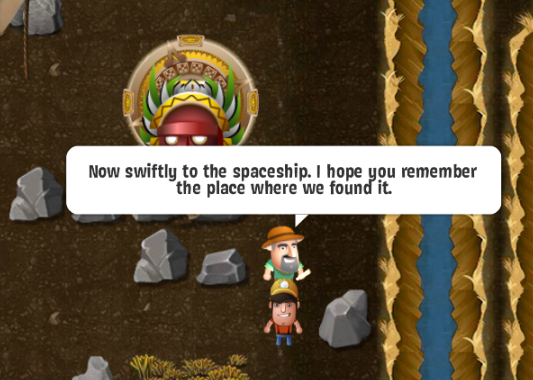 Now swiftly to the spaceship. I hope you remember
the place where we found it.